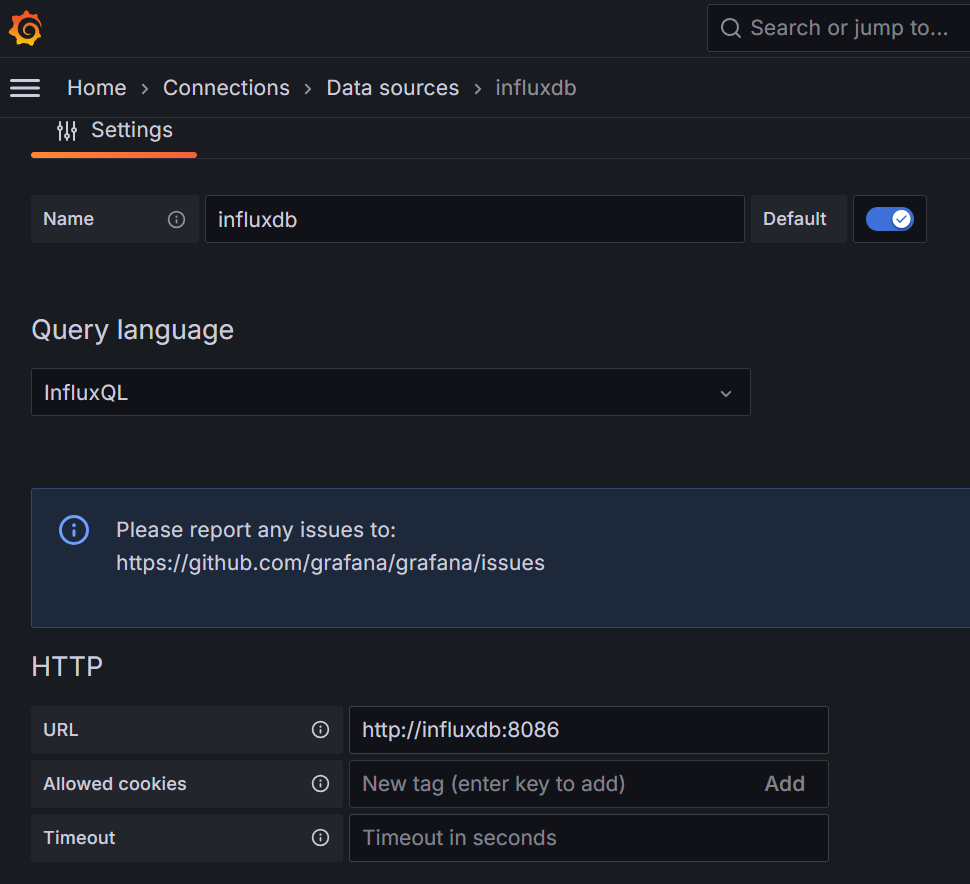 Search or jump to...
Home › Connections › Data sources › influxdb
Settings
Name influxdb Default
Query language
InfluxQL
Please report any issues to:
https://github.com/grafana/grafana/issues
HTTP
URL http://influxdb:8086
Allowed cookies New tag (enter key to add) Add
Timeout Timeout in seconds